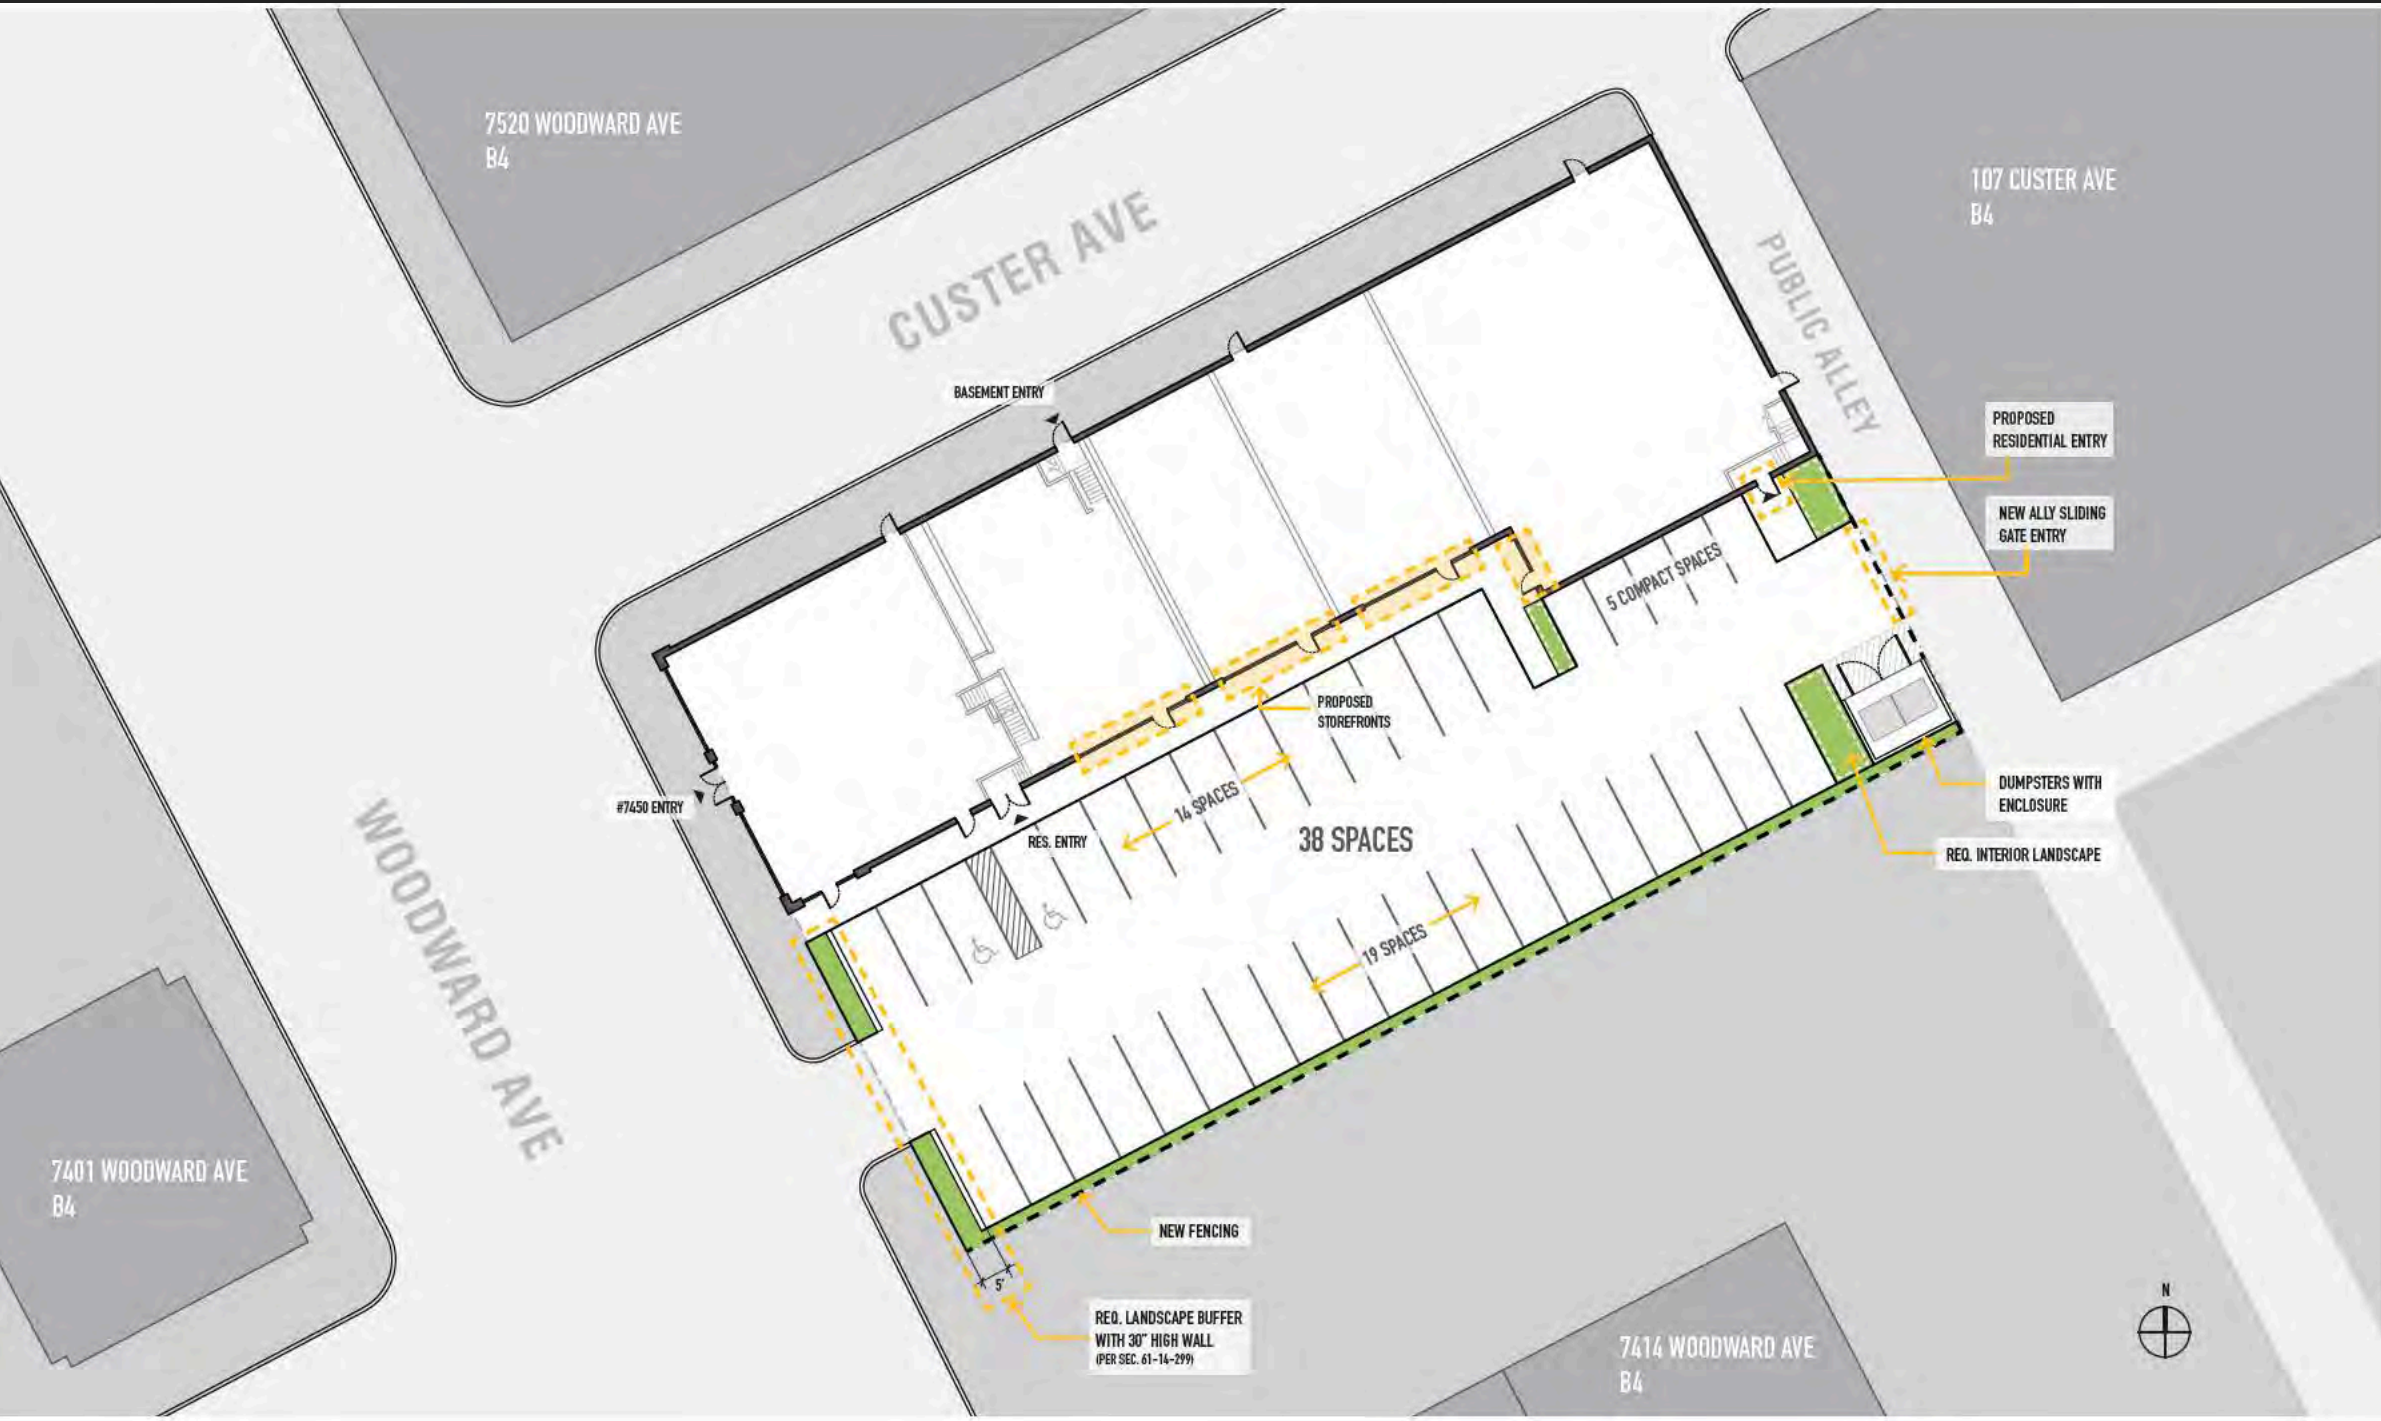 7520 WOODWARD AVE
B4
107 CUSTER AVE
B4
CUSTER AVE
PUBLIC ALLEY
BASEMENT ENTRY
PROPOSED
RESIDENTIAL ENTRY
NEW ALLY SLIDING
GATE ENTRY
5 COMPACT SPACES
PROPOSED
STOREFRONTS
#7450 ENTRY
RES. ENTRY
14 SPACES
38 SPACES
DUMPSTERS WITH
ENCLOSURE
REQ. INTERIOR LANDSCAPE
WOODWARD AVE
19 SPACES
7401 WOODWARD AVE
B4
NEW FENCING
5'
REQ. LANDSCAPE BUFFER
WITH 30" HIGH WALL
(PER SEC. 61-14-299)
7414 WOODWARD AVE
B4
N